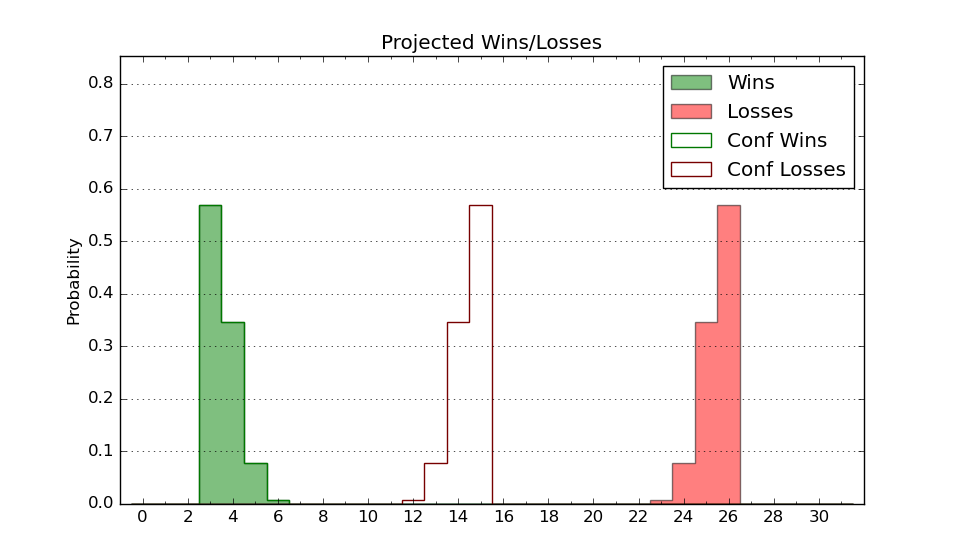 Projected Wins/Losses
Wins
Losses
Conf Wins
Conf Losses
Probability
0.8
0.7
0.6
0.5
0.4
0.3
0.2
0.1
0.0
0 2 4 6 8 10 12 14 16 18 20 22 24 26 28 30